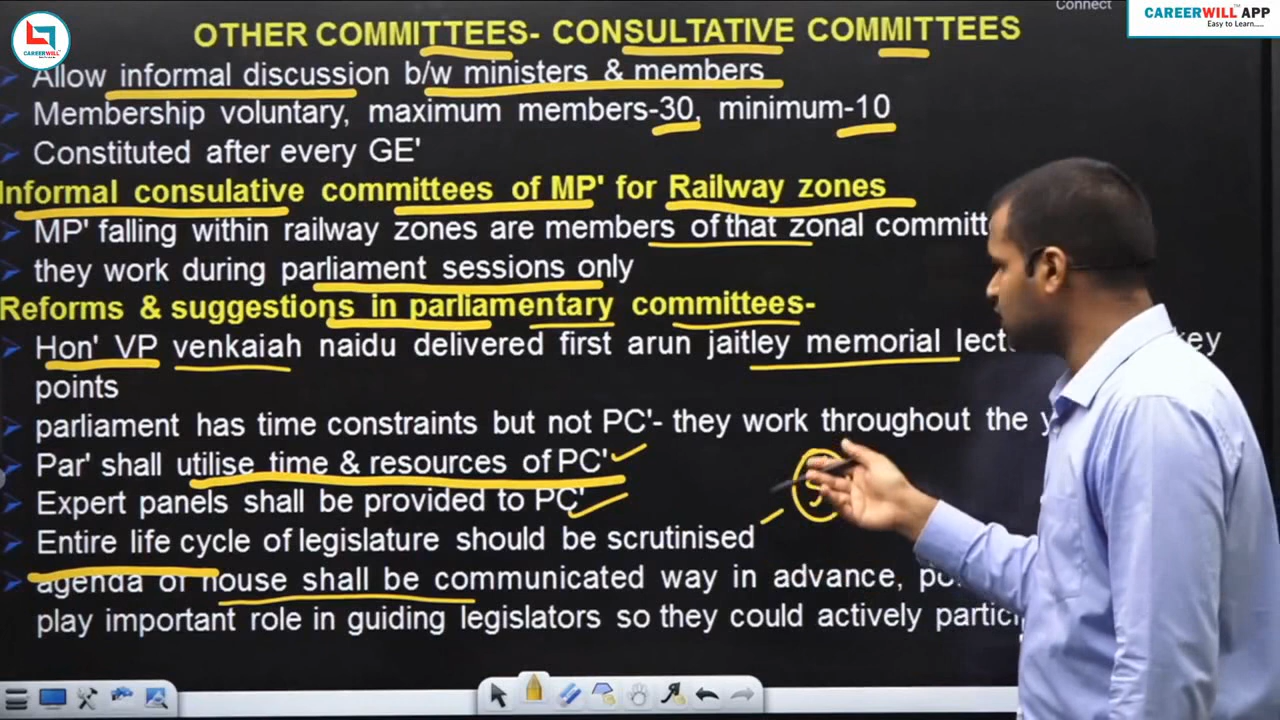 Connect
CAREERWILL APP
Easy to Learn.....
CAREERWILL
OTHER COMMITTEES- CONSULTATIVE COMMITTEES
Allow informal discussion b/w ministers & members
Membership voluntary, maximum members-30, minimum-10
Constituted after every GE'
Informal consulative committees of MP' for Railway zones
MP' falling within railway zones are members of that zonal committ
they work during parliament sessions only
Reforms & suggestions in parliamentary committees-
Hon' VP venkaiah naidu delivered first arun jaitley memorial lect key
points
parliament has time constraints but not PC'- they work throughout the y
Par' shall utilise time & resources of PC'
Expert panels shall be provided to PC'
5
Entire life cycle of legislature should be scrutinised
agenda of house shall be communicated way in advance, po
play important role in guiding legislators so they could actively partici